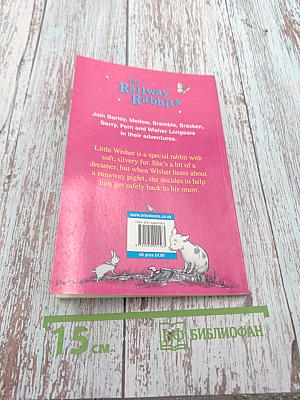 The
Railway
Rabbits
Join Barley, Mellow, Bramble, Bracken,
Berry, Fern and Wisher Longears
in their adventures.
Little Wisher is a special rabbit with
soft, silvery fur. She's a bit of a
dreamer, but when Wisher hears about
a runaway piglet, she decides to help
him get safely back to his mum.
www.orionbooks.co.uk
UK price £4.99
15 см
БИБЛИОФАН